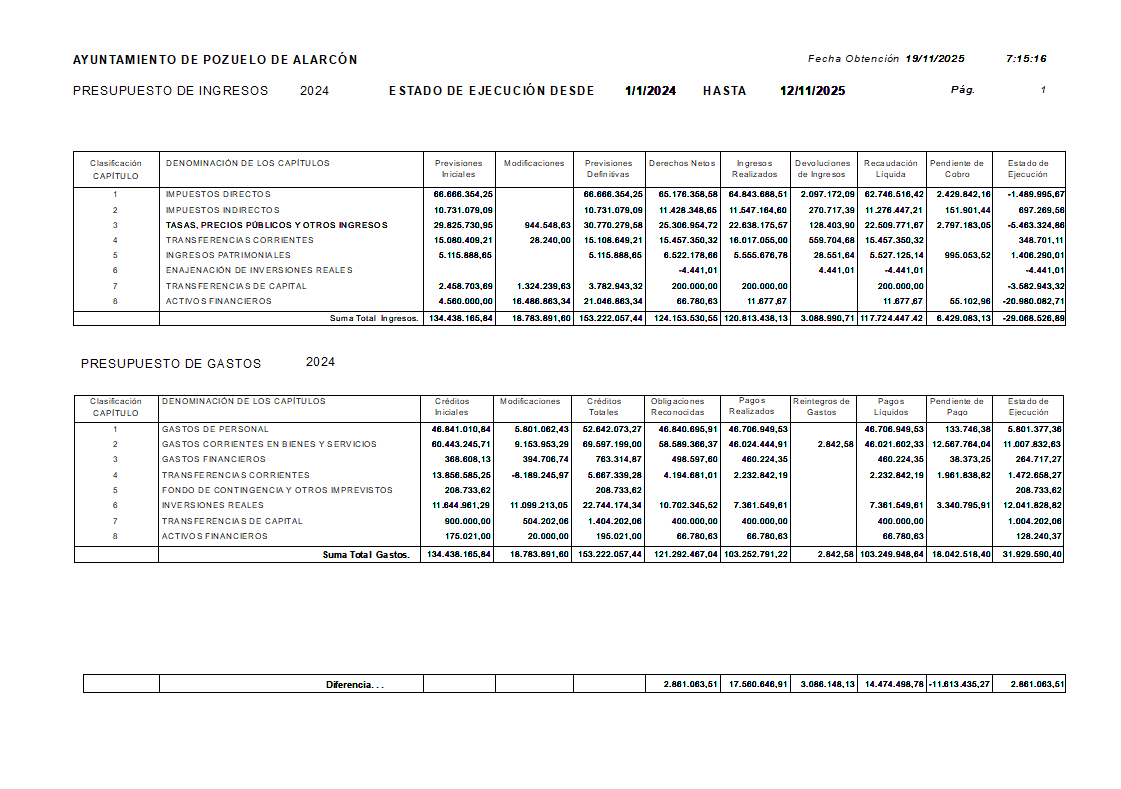 AYUNTAMIENTO DE POZUELO DE ALARCÓN Fecha Obtención 19/11/2025 7:15:16
PRESUPUESTO DE INGRESOS 2024 ESTADO DE EJECUCIÓN DESDE 1/1/2024 HASTA 12/11/2025 Pág. 1
Clasificación DENOMINACIÓN DE LOS CAPÍTULOS Previsiones Modificaciones Previsiones Derechos Netos Ingresos Devoluciones Recaudación Pendiente de Estado de
CAPÍTULO Iniciales Definitivas Realizados de Ingresos Líquida Cobro Ejecución
1 IMPUESTOS DIRECTOS 66.666.354,25 66.666.354,25 65.176.358,58 64.843.688,51 2.097.172,09 62.746.516,42 2.429.842,16 -1.489.995,67
2 IMPUESTOS INDIRECTOS 10.731.079,09 10.731.079,09 11.428.348,65 11.547.164,60 270.717,39 11.276.447,21 151.901,44 697.269,56
3 TASAS, PRECIOS PÚBLICOS Y OTROS INGRESOS 29.825.730,95 944.548,63 30.770.279,58 25.306.954,72 22.638.175,57 128.403,90 22.509.771,67 2.797.183,05 -5.463.324,86
4 TRANSFERENCIAS CORRIENTES 15.080.409,21 28.240,00 15.108.649,21 15.457.350,32 16.017.055,00 559.704,68 15.457.350,32 348.701,11
5 INGRESOS PATRIMONIALES 5.115.888,65 5.115.888,65 6.522.178,66 5.555.676,78 28.551,64 5.527.125,14 995.053,52 1.406.290,01
6 ENAJENACIÓN DE INVERSIONES REALES -4.441,01 4.441,01 -4.441,01 -4.441,01
7 TRANSFERENCIAS DE CAPITAL 2.458.703,69 1.324.239,63 3.782.943,32 200.000,00 200.000,00 200.000,00 -3.582.943,32
8 ACTIVOS FINANCIEROS 4.560.000,00 16.486.863,34 21.046.863,34 66.780,63 11.677,67 11.677,67 55.102,96 -20.980.082,71
Suma Total Ingresos. 134.438.165,84 18.783.891,60 153.222.057,44 124.153.530,55 120.813.438,13 3.088.990,71 117.724.447,42 6.429.083,13 -29.068.526,89
PRESUPUESTO DE GASTOS 2024
Clasificación DENOMINACIÓN DE LOS CAPÍTULOS Créditos Modificaciones Créditos Obligaciones Pagos Reintegros de Pagos Pendiente de Estado de
CAPÍTULO Iniciales Totales Reconocidas Realizados Gastos Líquidos Pago Ejecución
1 GASTOS DE PERSONAL 46.841.010,84 5.801.062,43 52.642.073,27 46.840.695,91 46.706.949,53 46.706.949,53 133.746,38 5.801.377,36
2 GASTOS CORRIENTES EN BIENES Y SERVICIOS 60.443.245,71 9.153.953,29 69.597.199,00 58.589.366,37 46.024.444,91 2.842,58 46.021.602,33 12.567.764,04 11.007.832,63
3 GASTOS FINANCIEROS 368.608,13 394.706,74 763.314,87 498.597,60 460.224,35 460.224,35 38.373,25 264.717,27
4 TRANSFERENCIAS CORRIENTES 13.856.585,25 -8.189.245,97 5.667.339,28 4.194.681,01 2.232.842,19 2.232.842,19 1.961.838,82 1.472.658,27
5 FONDO DE CONTINGENCIA Y OTROS IMPREVISTOS 208.733,62 208.733,62 208.733,62
6 INVERSIONES REALES 11.644.961,29 11.099.213,05 22.744.174,34 10.702.345,52 7.361.549,61 7.361.549,61 3.340.795,91 12.041.828,82
7 TRANSFERENCIAS DE CAPITAL 900.000,00 504.202,06 1.404.202,06 400.000,00 400.000,00 400.000,00 1.004.202,06
8 ACTIVOS FINANCIEROS 175.021,00 20.000,00 195.021,00 66.780,63 66.780,63 66.780,63 128.240,37
Suma Total Gastos. 134.438.165,84 18.783.891,60 153.222.057,44 121.292.467,04 103.252.791,22 2.842,58 103.249.948,64 18.042.518,40 31.929.590,40
Diferencia... 2.861.063,51 17.560.646,91 3.086.148,13 14.474.498,78 -11.613.435,27 2.861.063,51